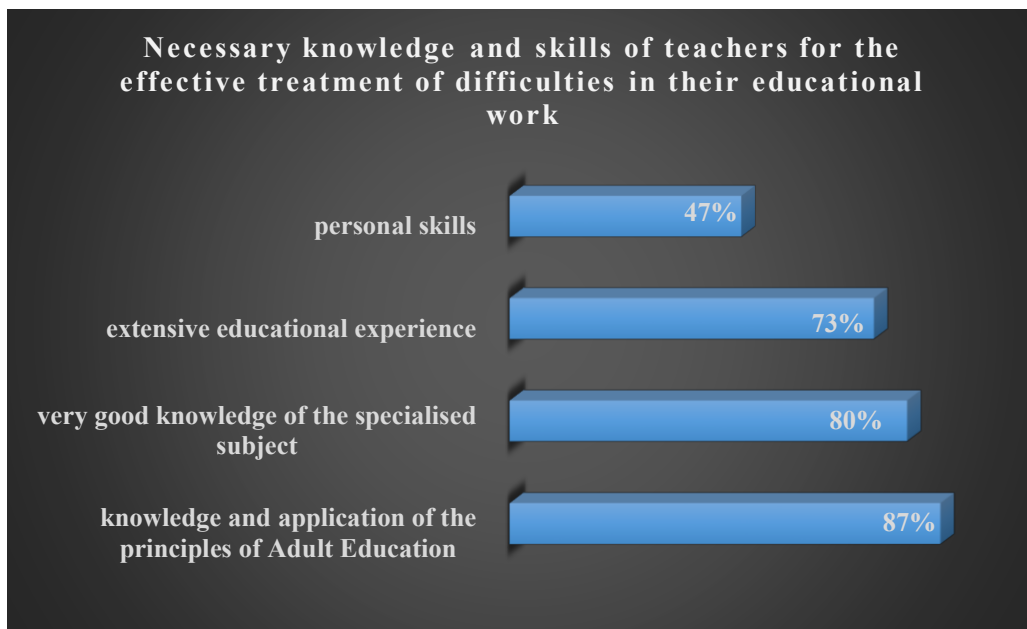 Necessary knowledge and skills of teachers for the
effective treatment of difficulties in their educational
work
personal skills
47%
extensive educational experience
73%
very good knowledge of the specialised
subject
80%
knowledge and application of the
principles of Adult Education
87%